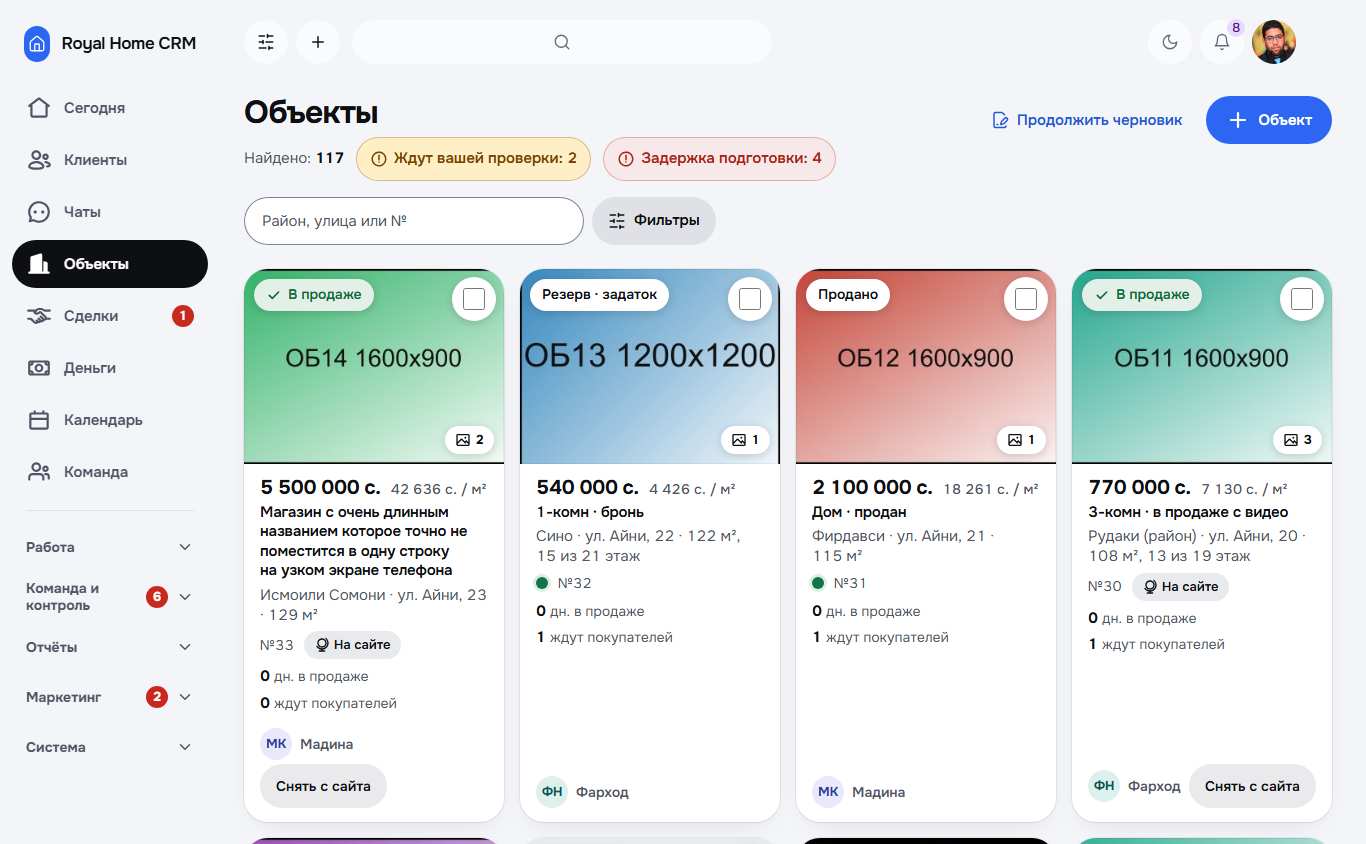 Royal Home CRM
8
Сегодня
Клиенты
Чаты
Объекты
Сделки 1
Деньги
Календарь
Команда
Работа
Команда и
контроль 6
Отчёты
Маркетинг 2
Система
Объекты
Продолжить черновик
Объект
Найдено: 117
Ждут вашей проверки: 2
Задержка подготовки: 4
Район, улица или №
Фильтры
В продаже
ОБ14 1600x900
2
5 500 000 с. 42 636 с. / м²
Магазин с очень длинным
названием которое точно не
поместится в одну строку
на узком экране телефона
Исмоили Сомони · ул. Айни, 23
· 129 м²
№33 На сайте
0 дн. в продаже
0 ждут покупателей
МК Мадина
Снять с сайта
Резерв · задаток
ОБ13 1200x1200
1
540 000 с. 4 426 с. / м²
1-комн · бронь
Сино · ул. Айни, 22 · 122 м²,
15 из 21 этаж
№32
0 дн. в продаже
1 ждут покупателей
ФН Фарход
Продано
ОБ12 1600x900
1
2 100 000 с. 18 261 с. / м²
Дом · продан
Фирдавси · ул. Айни, 21 ·
115 м²
№31
0 дн. в продаже
1 ждут покупателей
МК Мадина
В продаже
ОБ11 1600x900
3
770 000 с. 7 130 с. / м²
3-комн · в продаже с видео
Рудаки (район) · ул. Айни, 20 ·
108 м², 13 из 19 этаж
№30 На сайте
0 дн. в продаже
1 ждут покупателей
ФН Фарход
Снять с сайта